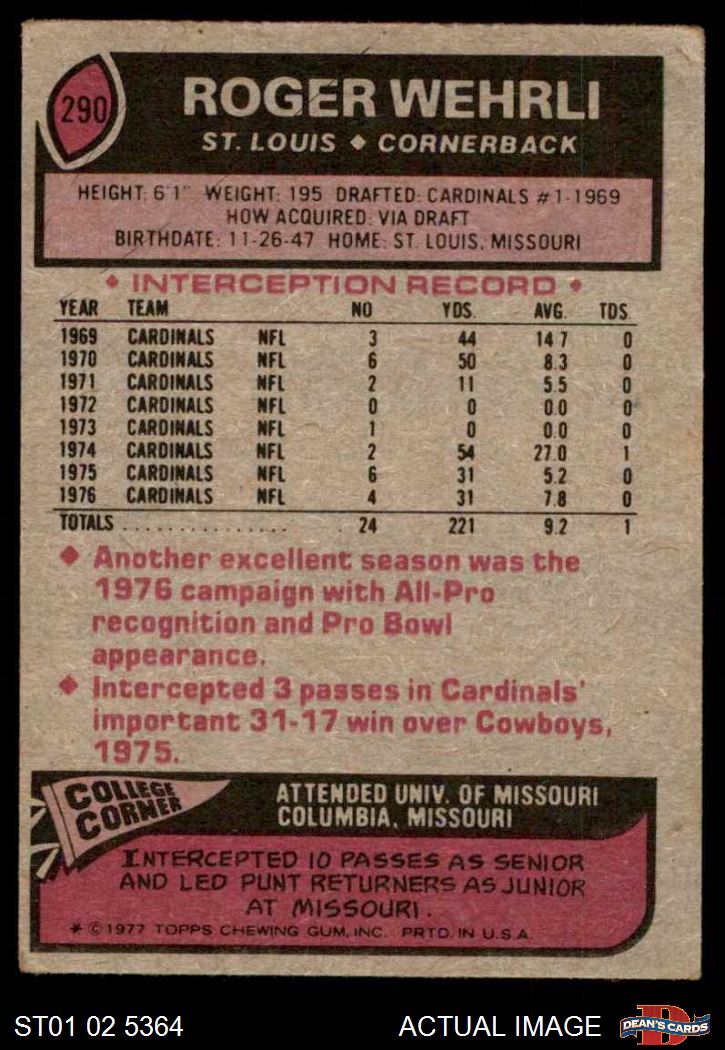 290
ROGER WEHRLI
ST. LOUIS ◆ CORNERBACK
HEIGHT: 6'1" WEIGHT: 195 DRAFTED: CARDINALS #1-1969
HOW ACQUIRED: VIA DRAFT
BIRTHDATE: 11-26-47 HOME: ST. LOUIS, MISSOURI
◆ INTERCEPTION RECORD ◆
YEAR TEAM NO YDS. AVG. TDS.
1969 CARDINALS NFL 3 44 14.7 0
1970 CARDINALS NFL 6 50 8.3 0
1971 CARDINALS NFL 2 11 5.5 0
1972 CARDINALS NFL 0 0 0.0 0
1973 CARDINALS NFL 1 0 0.0 0
1974 CARDINALS NFL 2 54 27.0 1
1975 CARDINALS NFL 6 31 5.2 0
1976 CARDINALS NFL 4 31 7.8 0
TOTALS ................ 24 221 9.2 1
◆ Another excellent season was the
1976 campaign with All-Pro
recognition and Pro Bowl
appearance.
◆ Intercepted 3 passes in Cardinals'
important 31-17 win over Cowboys,
1975.
COLLEGE
CORNER
ATTENDED UNIV. OF MISSOURI
COLUMBIA, MISSOURI
INTERCEPTED 10 PASSES AS SENIOR
AND LED PUNT RETURNERS AS JUNIOR
AT MISSOURI.
* © 1977 TOPPS CHEWING GUM, INC. PRTD. IN U.S.A.
ST01 02 5364 ACTUAL IMAGE
D
DEAN'S CARDS